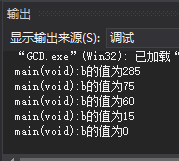 输出
显示输出来源(S): 调试
“GCD.exe”(Win32): 已加载“
main(void):b的值为285
main(void):b的值为75
main(void):b的值为60
main(void):b的值为15
main(void):b的值为0